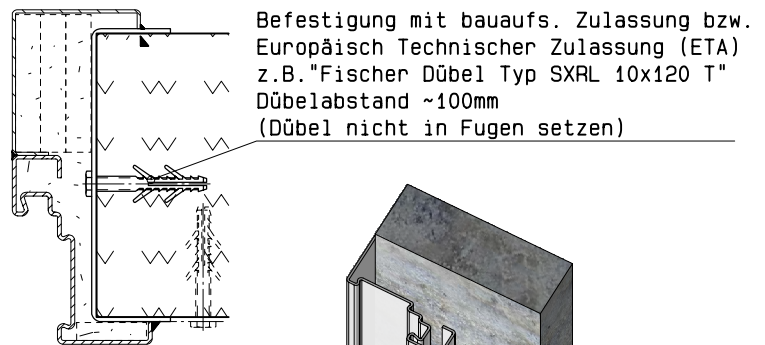 Befestigung mit bauaufs. Zulassung bzw.
Europäisch Technischer Zulassung (ETA)
z.B."Fischer Dübel Typ SXRL 10x120 T"
Dübelabstand ~100mm
(Dübel nicht in Fugen setzen)